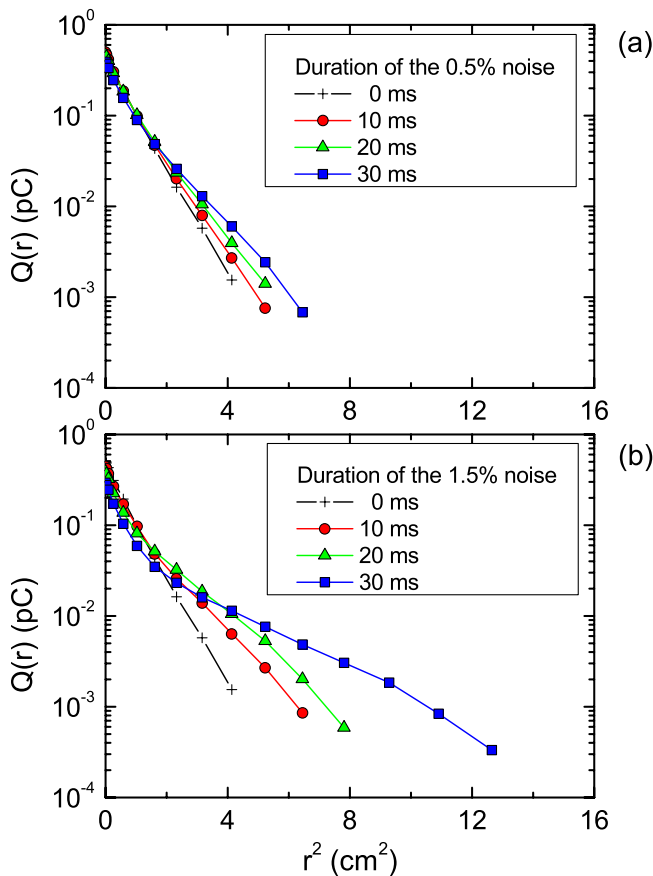 (a)
10^0
10^-1
10^-2
10^-3
10^-4
Q(r) (pC)
Duration of the 0.5% noise
0 ms
10 ms
20 ms
30 ms
0 4 8 12 16
(b)
10^0
10^-1
10^-2
10^-3
10^-4
Q(r) (pC)
Duration of the 1.5% noise
0 ms
10 ms
20 ms
30 ms
0 4 8 12 16
r^2 (cm^2)